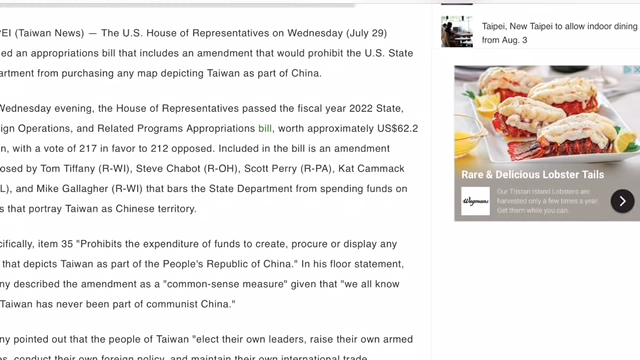 PEI (Taiwan News) — The U.S. House of Representatives on Wednesday (July 29)
ed an appropriations bill that includes an amendment that would prohibit the U.S. State
artment from purchasing any map depicting Taiwan as part of China.
Wednesday evening, the House of Representatives passed the fiscal year 2022 State,
ign Operations, and Related Programs Appropriations bill, worth approximately US$62.2
n, with a vote of 217 in favor to 212 opposed. Included in the bill is an amendment
osed by Tom Tiffany (R-WI), Steve Chabot (R-OH), Scott Perry (R-PA), Kat Cammack
L), and Mike Gallagher (R-WI) that bars the State Department from spending funds on
s that portray Taiwan as Chinese territory.
cifically, item 35 "Prohibits the expenditure of funds to create, procure or display any
that depicts Taiwan as part of the People's Republic of China." In his floor statement,
ny described the amendment as a "common-sense measure" given that "we all know
Taiwan has never been part of communist China."
ny pointed out that the people of Taiwan "elect their own leaders, raise their own armed
es, conduct their own foreign policy, and maintain their own international trade
Taipei, New Taipei to allow indoor dining
from Aug. 3
Rare & Delicious Lobster Tails
Wegmans
Our Tristan Island Lobsters are
harvested only a few times a year.
Get them while you can.